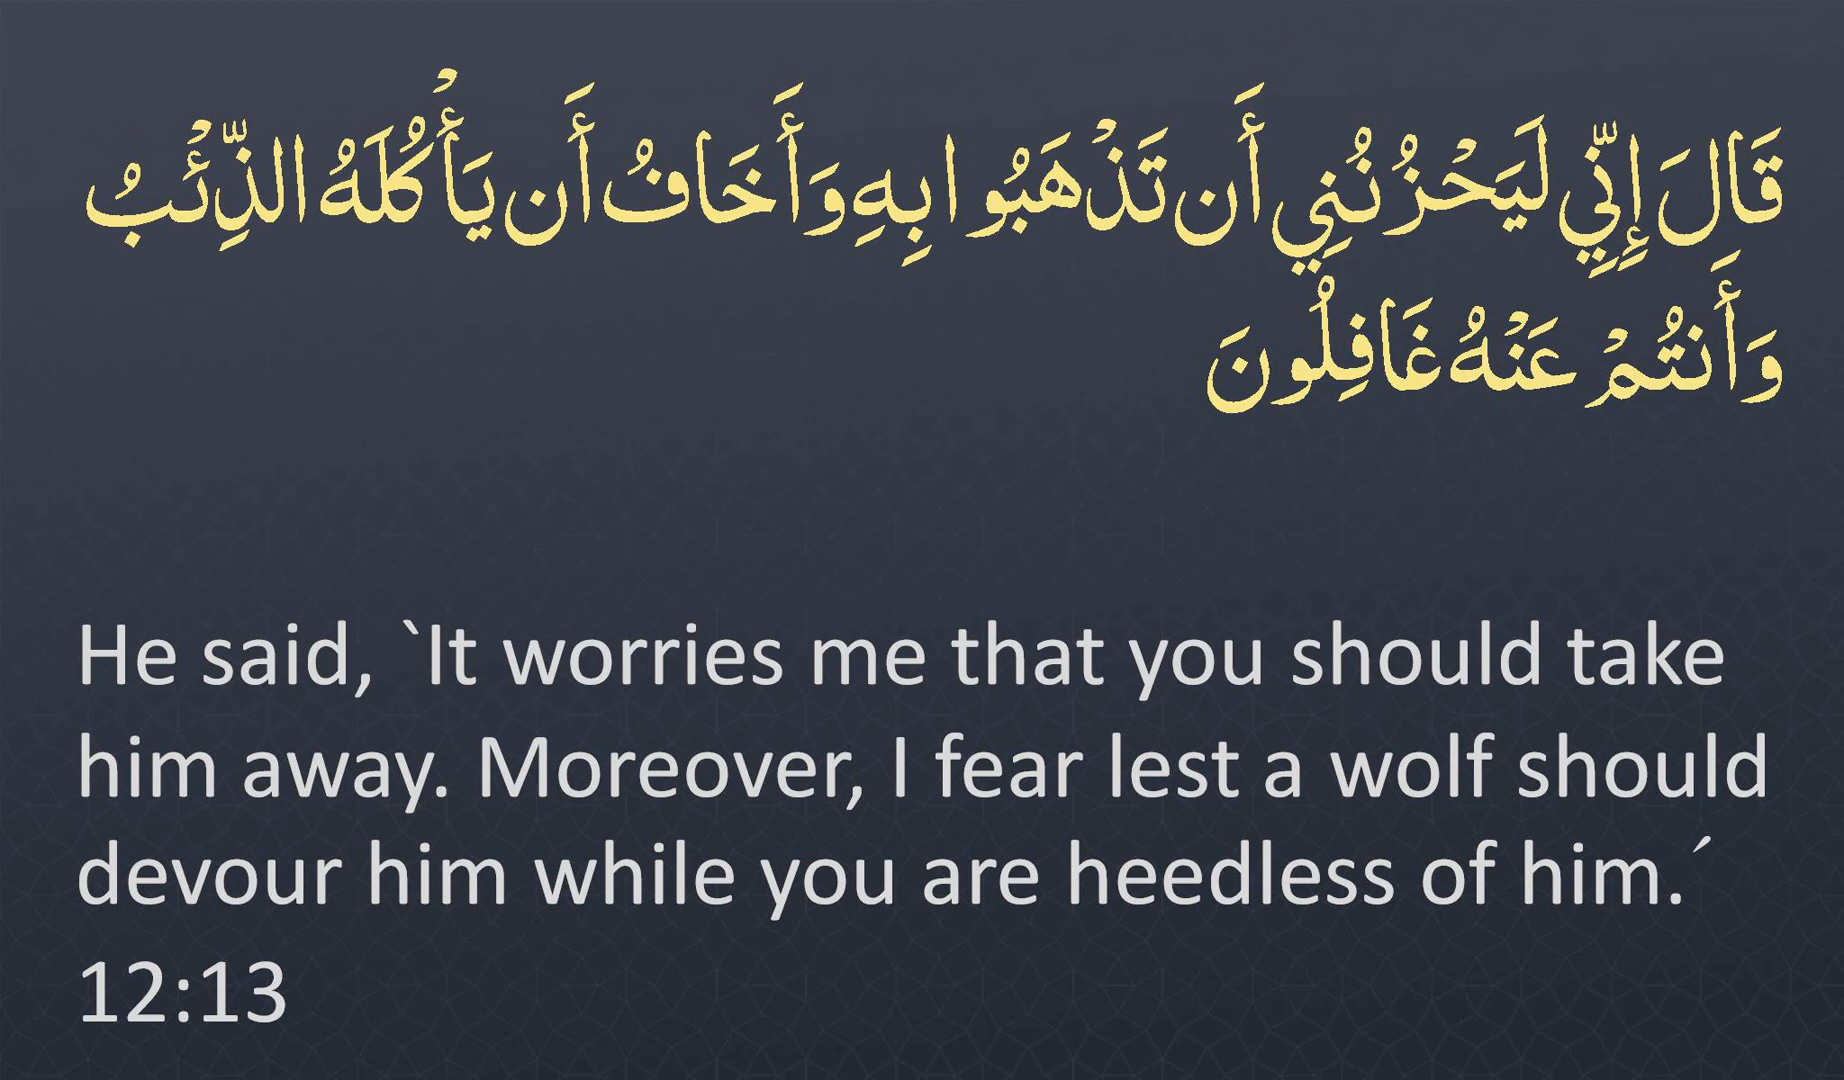 قَالَ إِنِّي لَيَحْزُنُنِي أَن تَذْهَبُوا بِهِ وَأَخَافُ أَن يَأْكُلَهُ الذِّئْبُ
وَأَنتُمْ عَنْهُ غَافِلُونَ
He said, `It worries me that you should take
him away. Moreover, I fear lest a wolf should
devour him while you are heedless of him.´
12:13